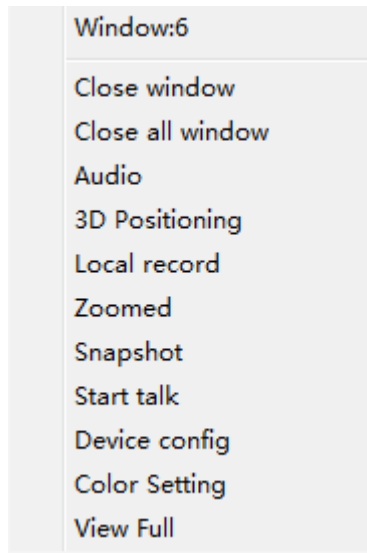 Window:6
Close window
Close all window
Audio
3D Positioning
Local record
Zoomed
Snapshot
Start talk
Device config
Color Setting
View Full